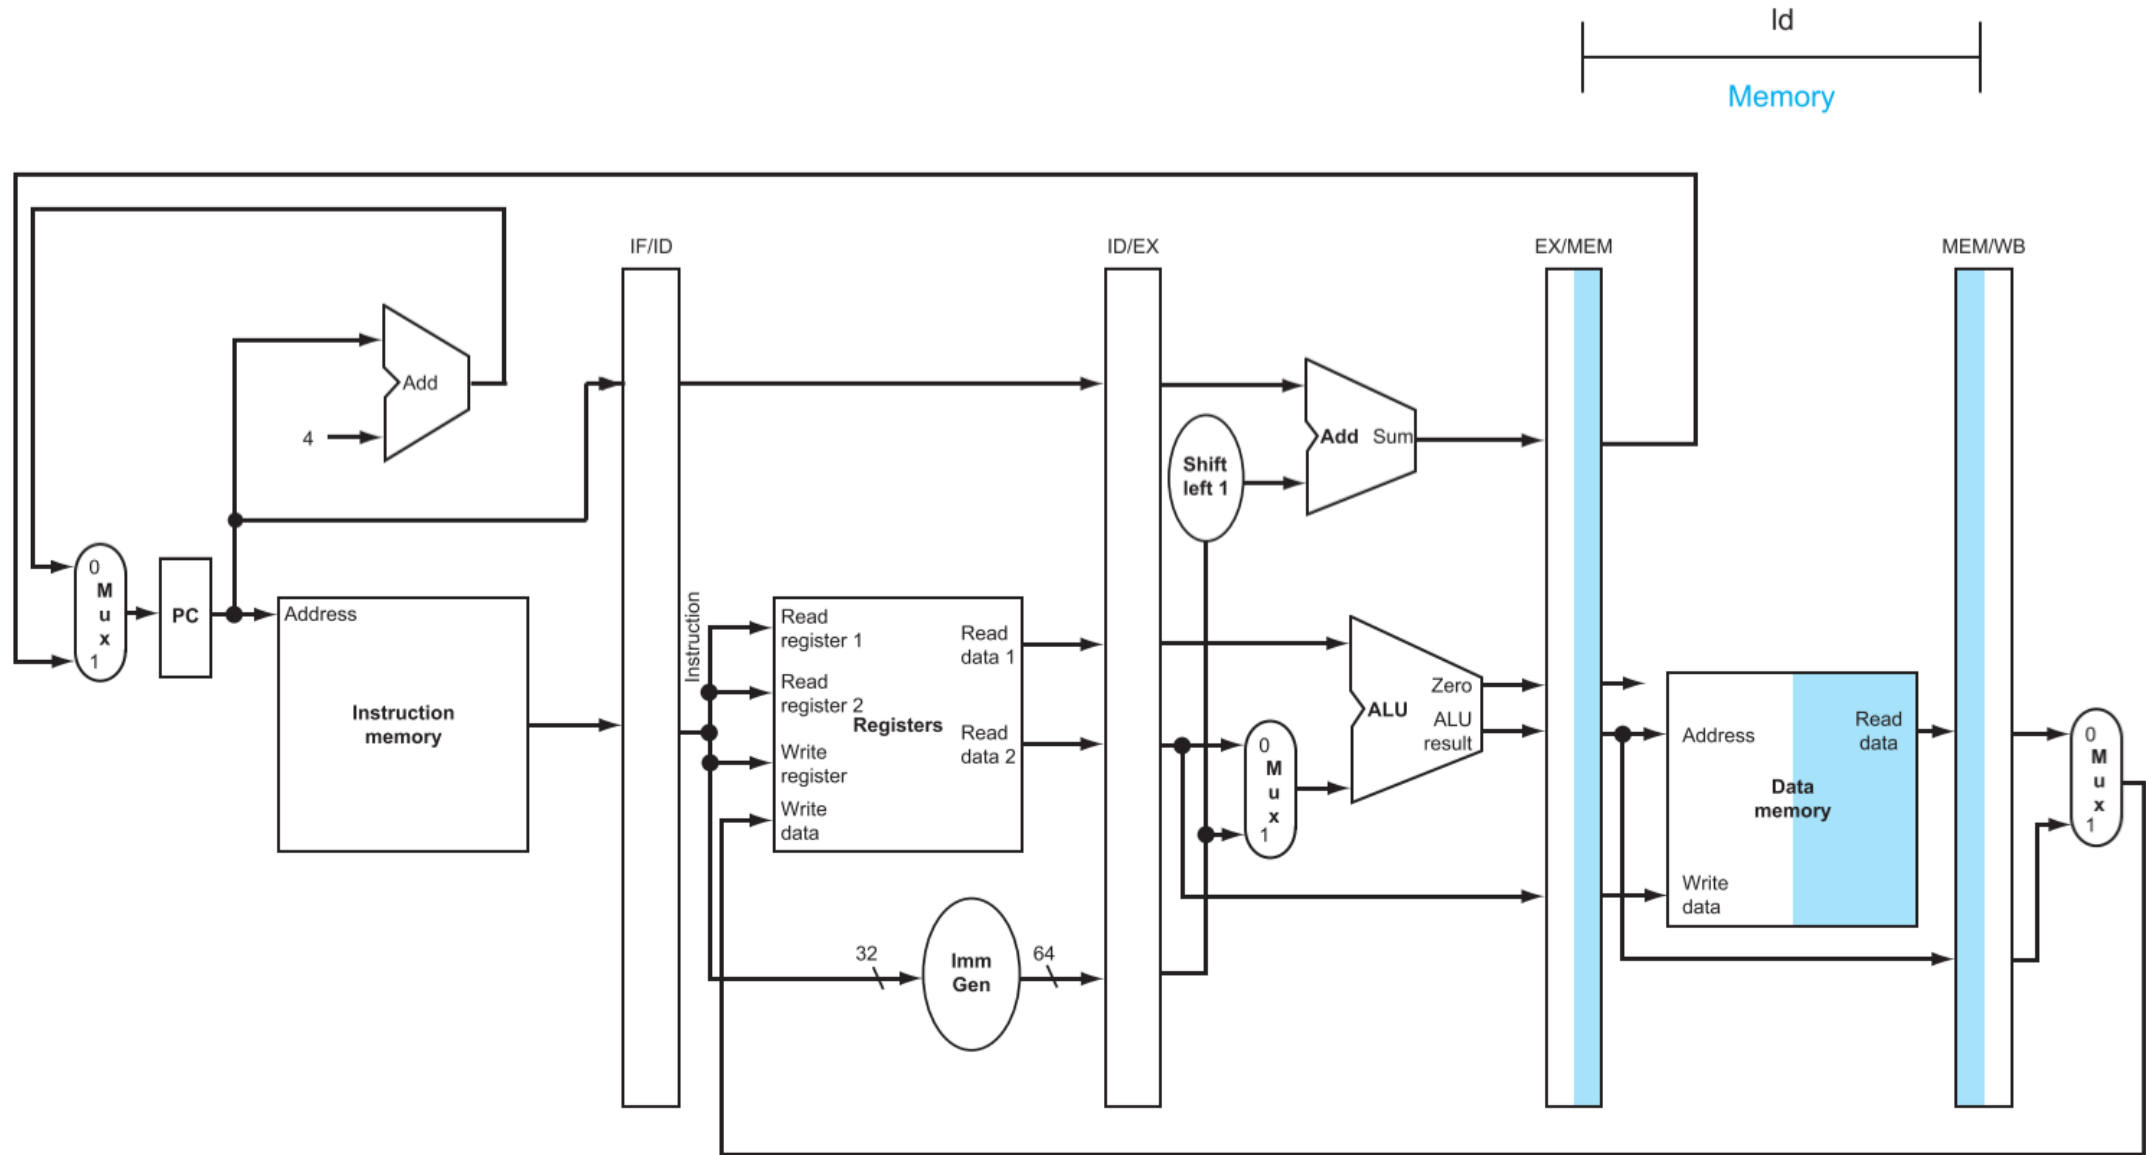 ld
Memory
IF/ID
ID/EX
EX/MEM
MEM/WB
Add
4
Add Sum
Shift
left 1
0
M
u
x
1
PC
Address
Instruction
memory
Instruction
Read
register 1
Read
register 2
Write
register
Write
data
Registers
Read
data 1
Read
data 2
32
Imm
Gen
64
0
M
u
x
1
ALU
Zero
ALU
result
Address
Read
data
Data
memory
Write
data
0
M
u
x
1